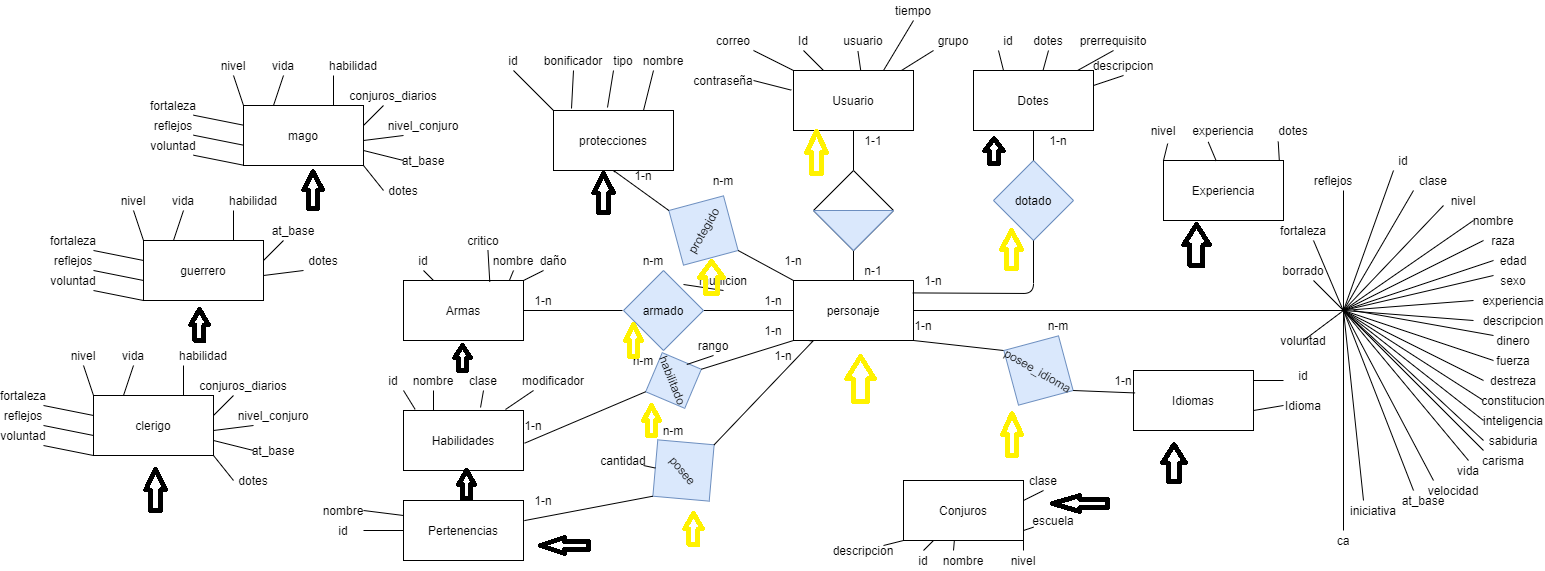 nivel
vida
habilidad
fortaleza
reflejos
voluntad
conjuros_diarios
nivel_conjuro
at_base
dotes
mago
nivel
vida
habilidad
fortaleza
reflejos
voluntad
at_base
dotes
guerrero
nivel
vida
habilidad
fortaleza
reflejos
voluntad
conjuros_diarios
nivel_conjuro
at_base
dotes
clerigo
id
bonificador
tipo
nombre
protecciones
1-n
n-m
protegido
1-n
correo
Id
usuario
tiempo
grupo
contraseña
Usuario
1-1
n-1
id
dotes
prerrequisito
descripcion
Dotes
1-n
dotado
1-n
nivel
experiencia
dotes
Experiencia
critico
id
nombre
daño
Armas
1-n
n-m
armado
1-n
personaje
id
nombre
clase
modificador
Habilidades
1-n
n-m
habilitado
rango
1-n
nombre
id
Pertenencias
1-n
n-m
cantidad
posee
1-n
1-n
n-m
posee_idioma
1-n
Idiomas
id
Idioma
Conjuros
clase
escuela
descripcion
id
nombre
nivel
reflejos
id
clase
nivel
nombre
raza
edad
sexo
experiencia
descripcion
dinero
fuerza
destreza
constitucion
inteligencia
sabiduria
carisma
vida
velocidad
at_base
iniciativa
ca
fortaleza
borrado
voluntad